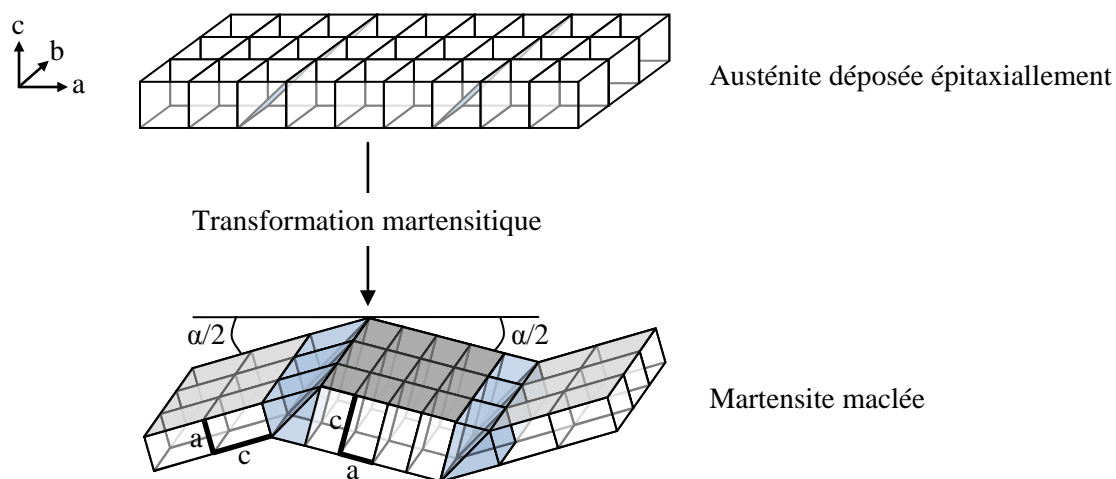 c
b
a
Austénite déposée épitaxiallement
Transformation martensitique
α/2
α/2
Martensite maclée
a
c
c
a